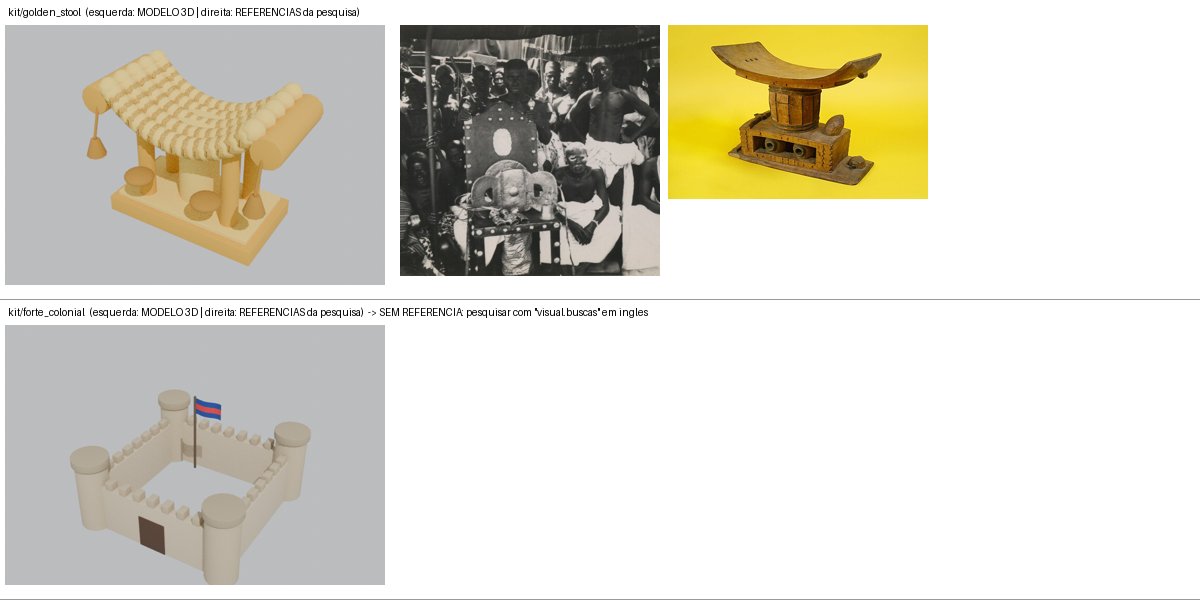 kit/golden_stool (esquerda: MODELO 3D | direita: REFERENCIAS da pesquisa)
kit/forte_colonial (esquerda: MODELO 3D | direita: REFERENCIAS da pesquisa) -> SEM REFERENCIA: pesquisar com "visual.buscas" em ingles